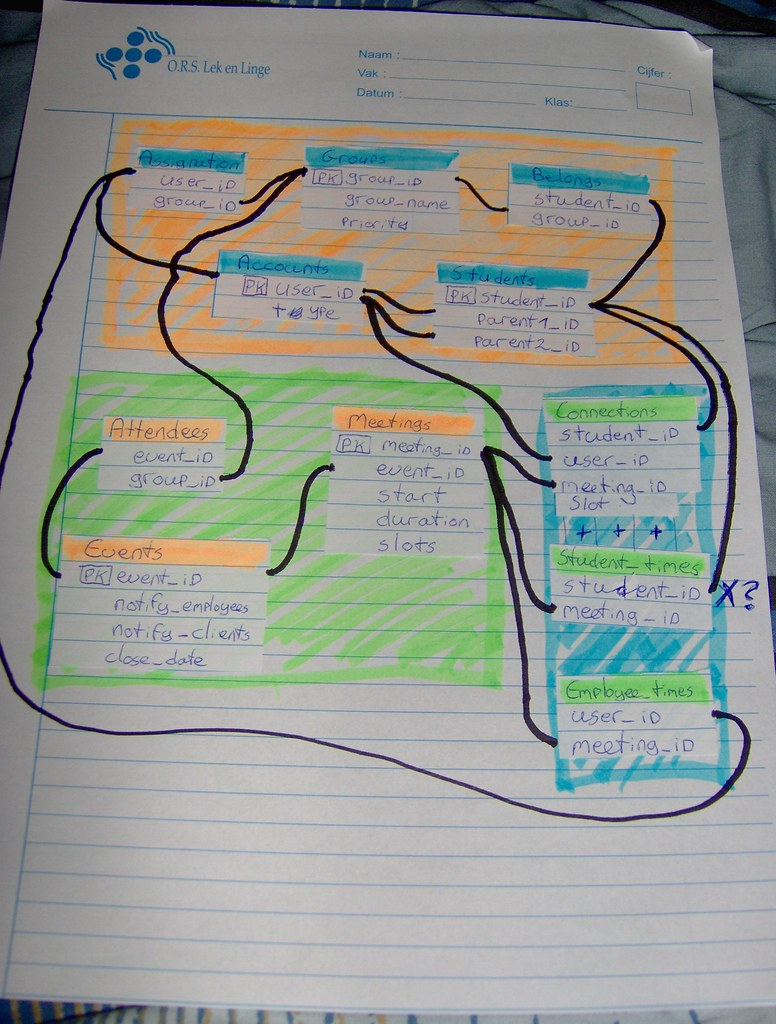 O.R.S. Lek en Linge
Naam :
Vak :
Datum :
Klas:
Cijfer :
Assignation
user_iD
group_iD
Groups
PK group_iD
group_name
priority
Belongs
student_iD
group_iD
Accounts
PK user_iD
type
Students
PK student_iD
parent1_iD
parent2_iD
Attendees
event_iD
group_iD
Meetings
PK meeting_iD
event_iD
start
duration
slots
Connections
student_iD
user_iD
meeting_iD
slot
+ + +
Events
PK event_iD
notify_employees
notify_clients
close_date
Student_times
student_iD X?
meeting_iD
Employee_times
user_iD
meeting_iD